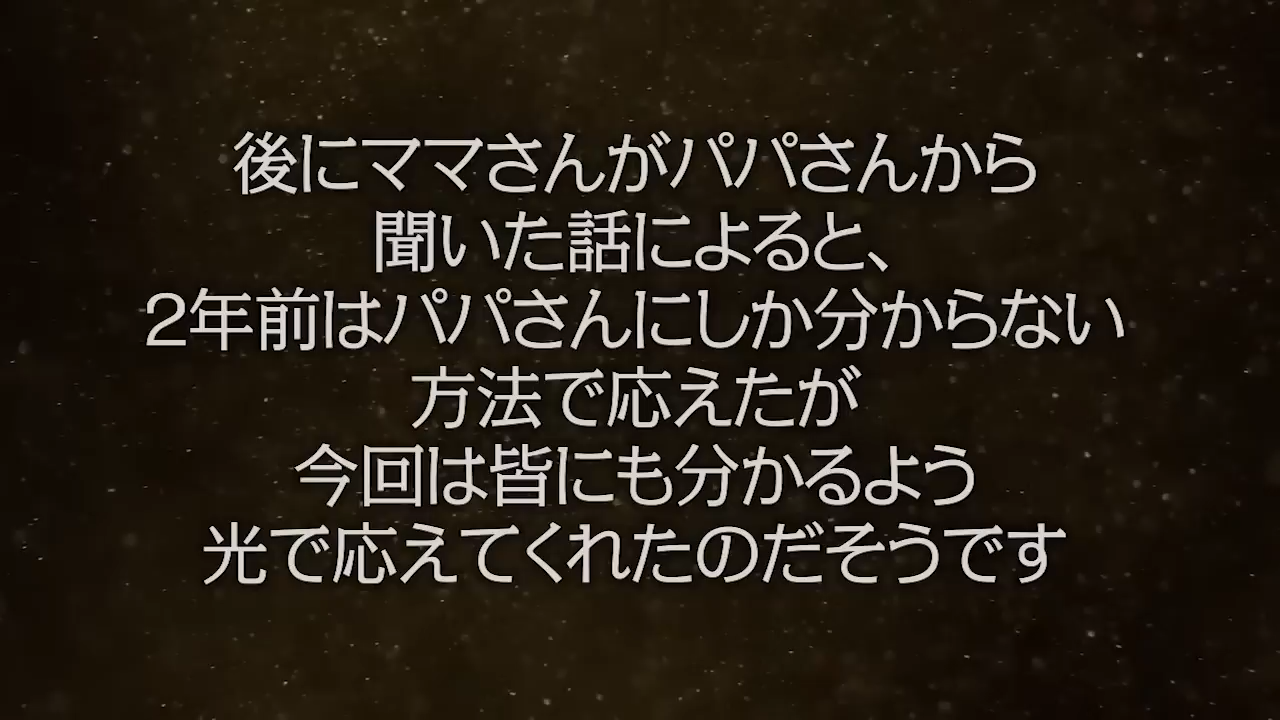 後にママさんがパパさんから
聞いた話によると、
2年前はパパさんにしか分からない
方法で応えたが
今回は皆にも分かるよう
光で応えてくれたのだそうです